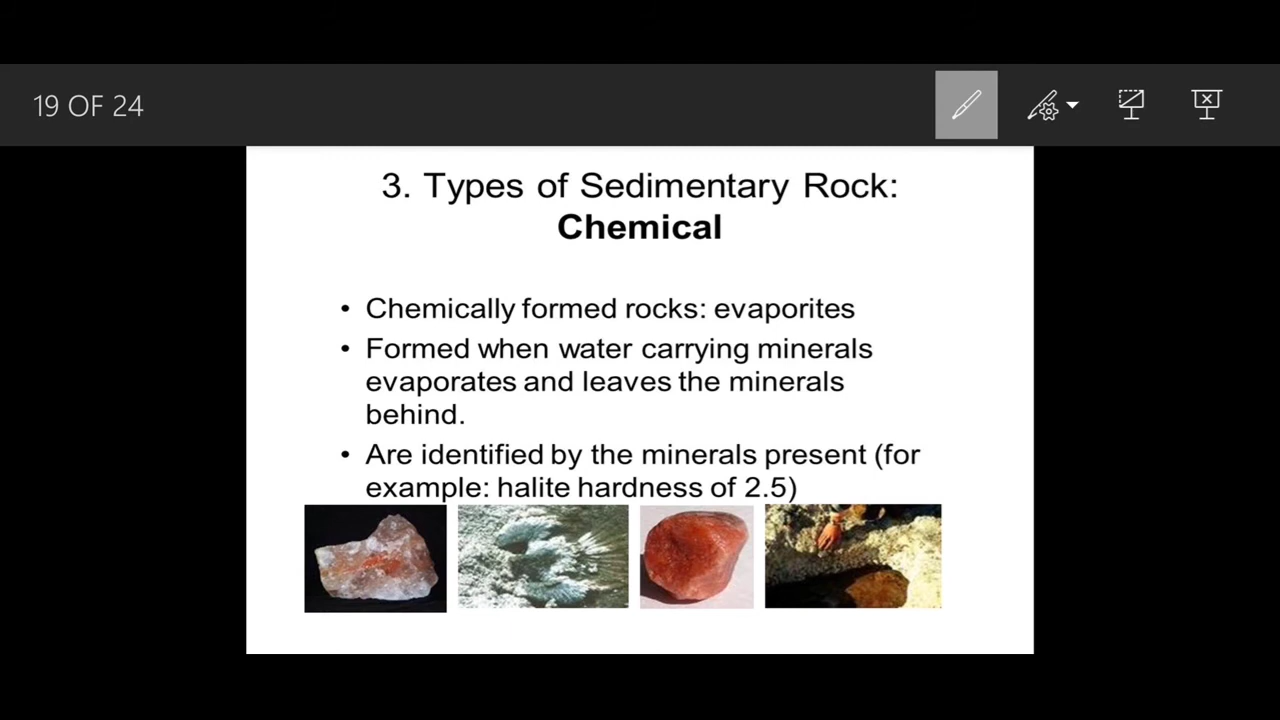 19 OF 24
3. Types of Sedimentary Rock:
Chemical
• Chemically formed rocks: evaporites
• Formed when water carrying minerals
evaporates and leaves the minerals
behind.
• Are identified by the minerals present (for
example: halite hardness of 2.5)